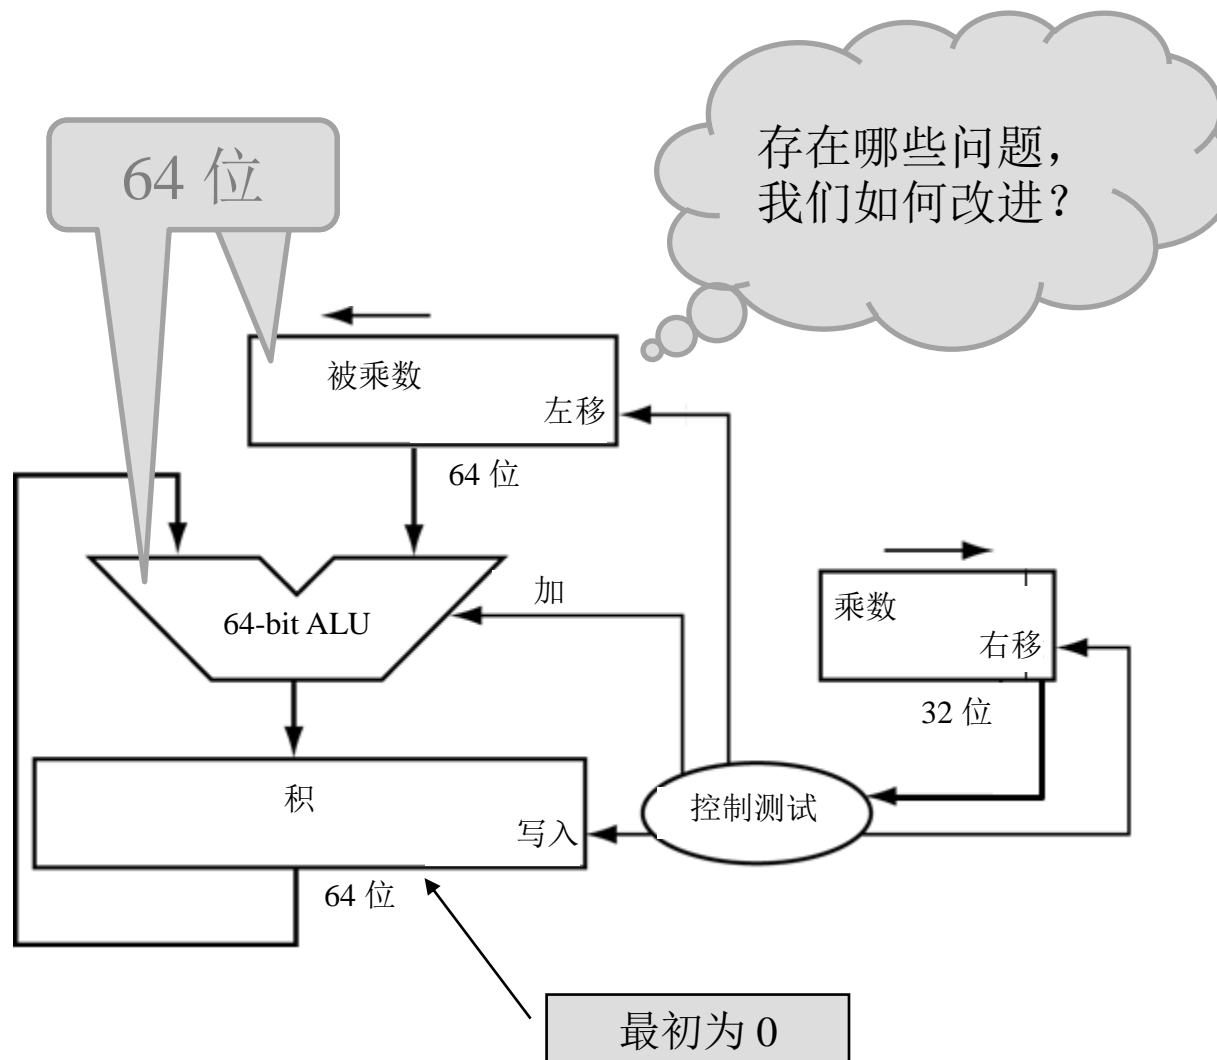 存在哪些问题，
我们如何改进？
64 位
被乘数
左移
64 位
加
64-bit ALU
乘数
右移
32 位
积
写入
控制测试
64 位
最初为 0